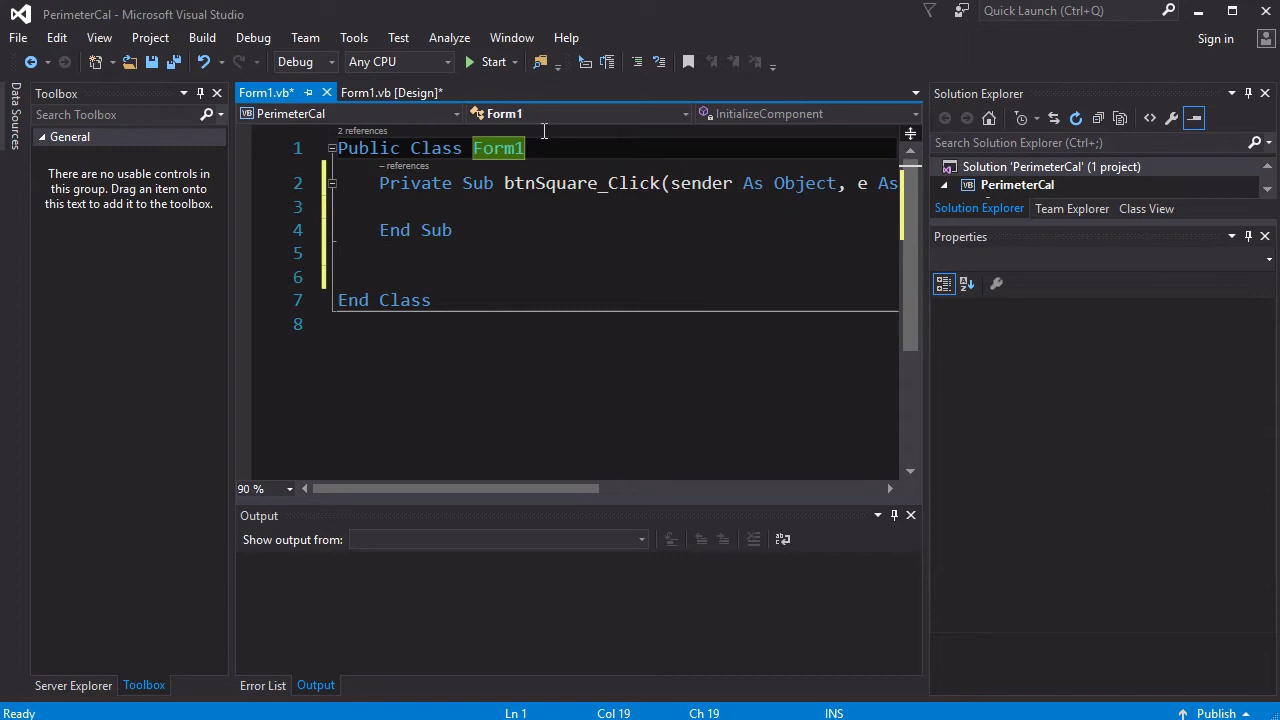 PerimeterCal - Microsoft Visual Studio
Quick Launch (Ctrl+Q)
File Edit View Project Build Debug Team Tools Test Analyze Window Help
Sign in
Debug Any CPU Start
Data Sources
Toolbox
Search Toolbox
General
There are no usable controls in
this group. Drag an item onto
this text to add it to the toolbox.
Server Explorer Toolbox
Form1.vb* Form1.vb [Design]*
PerimeterCal Form1 InitializeComponent
2 references
1 Public Class Form1
– references
2 Private Sub btnSquare_Click(sender As Object, e As
3
4 End Sub
5
6
7 End Class
8
90 %
Output
Show output from:
Error List Output
Solution Explorer
Search Solution Explorer (Ctrl+;)
Solution 'PerimeterCal' (1 project)
PerimeterCal
Solution Explorer Team Explorer Class View
Properties
Ready Ln 1 Col 19 Ch 19 INS Publish